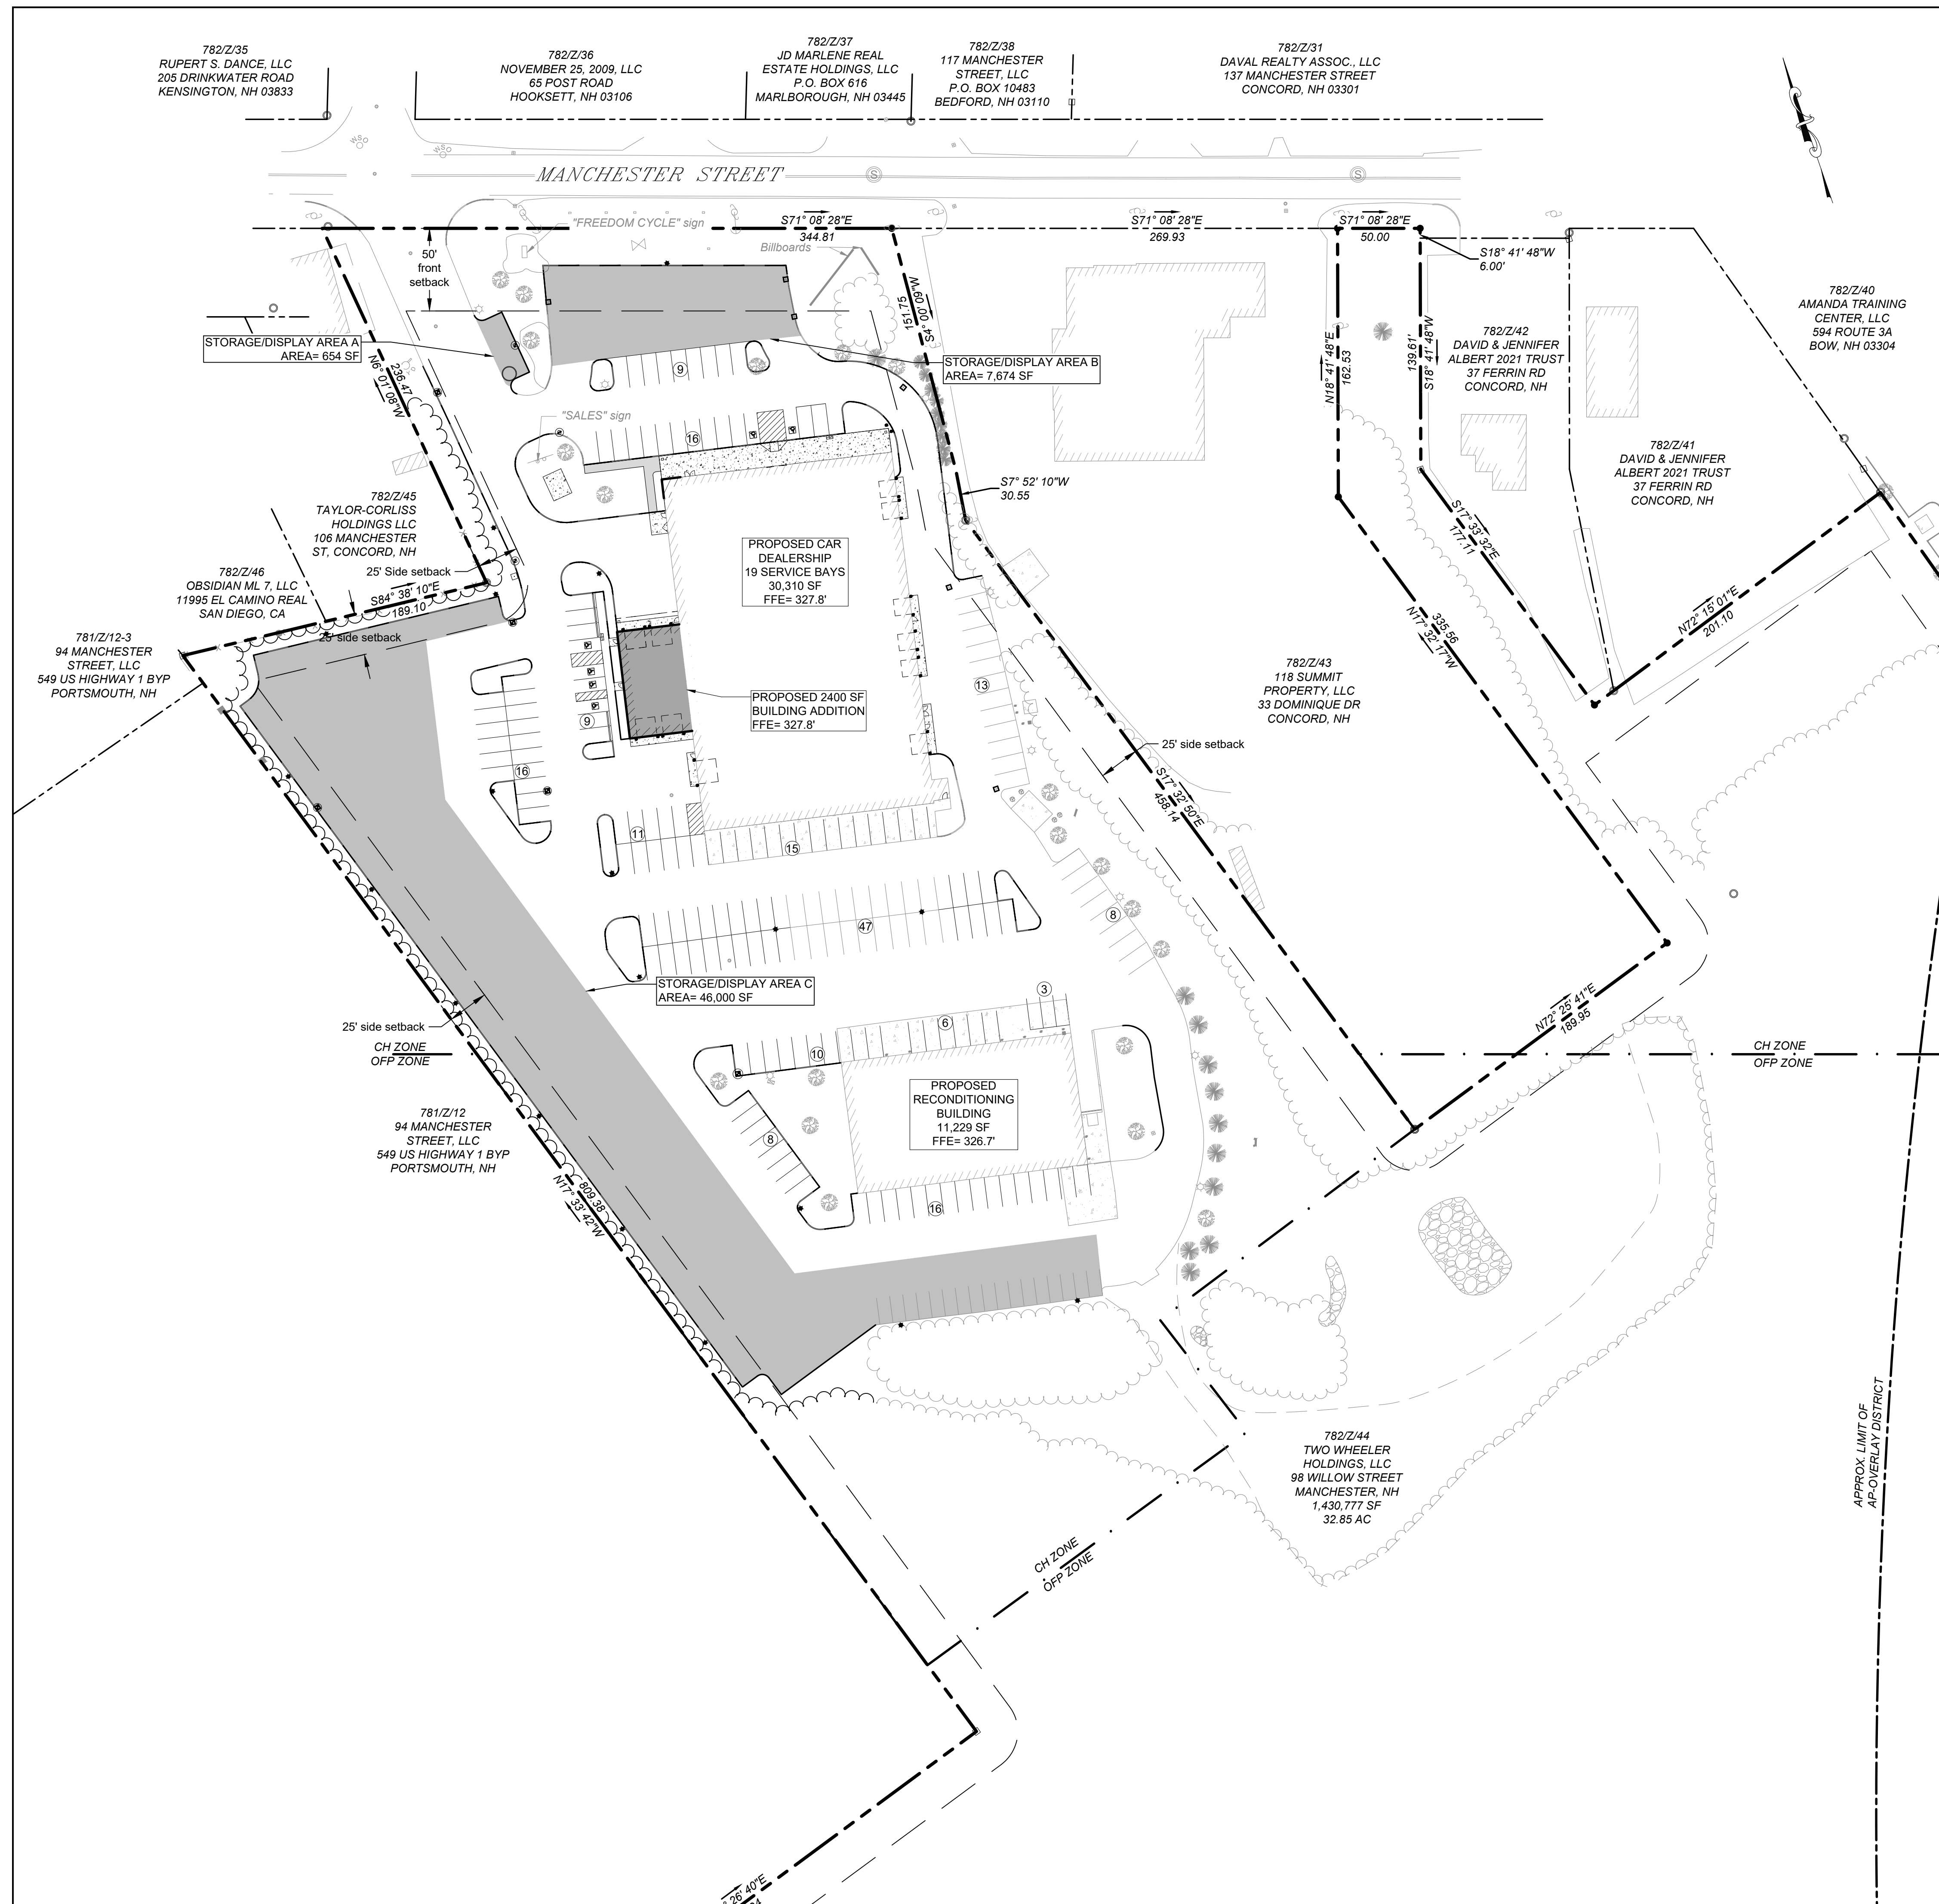 782/Z/35
RUPERT S. DANCE, LLC
205 DRINKWATER ROAD
KENSINGTON, NH 03833
782/Z/36
NOVEMBER 25, 2009, LLC
65 POST ROAD
HOOKSETT, NH 03106
782/Z/37
JD MARLENE REAL
ESTATE HOLDINGS, LLC
P.O. BOX 616
MARLBOROUGH, NH 03445
782/Z/38
117 MANCHESTER
STREET, LLC
P.O. BOX 10483
BEDFORD, NH 03110
782/Z/31
DAVAL REALTY ASSOC., LLC
137 MANCHESTER STREET
CONCORD, NH 03301
WSO
WSO
MANCHESTER STREET
S
S
"FREEDOM CYCLE" sign
S71° 08' 28"E
344.81
S71° 08' 28"E
269.93
S71° 08' 28"E
50.00
Billboards
50'
front
setback
S18° 41' 48"W
6.00'
782/Z/40
AMANDA TRAINING
CENTER, LLC
594 ROUTE 3A
BOW, NH 03304
151.75
S4° 00' 09"W
N18° 41' 48"E
162.53
139.61'
S18° 41' 48"W
782/Z/42
DAVID & JENNIFER
ALBERT 2021 TRUST
37 FERRIN RD
CONCORD, NH
STORAGE/DISPLAY AREA A
AREA= 654 SF
STORAGE/DISPLAY AREA B
AREA= 7,674 SF
236.47
N6° 01' 08"W
9
"SALES" sign
16
782/Z/41
DAVID & JENNIFER
ALBERT 2021 TRUST
37 FERRIN RD
CONCORD, NH
S7° 52' 10"W
30.55
782/Z/45
TAYLOR-CORLISS
HOLDINGS LLC
106 MANCHESTER
ST, CONCORD, NH
S17° 33' 32"E
177.11
PROPOSED CAR
DEALERSHIP
19 SERVICE BAYS
30,310 SF
FFE= 327.8'
782/Z/46
OBSIDIAN ML 7, LLC
11995 EL CAMINO REAL
SAN DIEGO, CA
25' Side setback
S84° 38' 10"E
189.10
25' side setback
N72° 15' 01"E
201.10
335.56
N17° 32' 17"W
781/Z/12-3
94 MANCHESTER
STREET, LLC
549 US HIGHWAY 1 BYP
PORTSMOUTH, NH
782/Z/43
118 SUMMIT
PROPERTY, LLC
33 DOMINIQUE DR
CONCORD, NH
13
PROPOSED 2400 SF
BUILDING ADDITION
FFE= 327.8'
9
25' side setback
16
S17° 32' 50"E
458.14
11
15
8
47
STORAGE/DISPLAY AREA C
AREA= 46,000 SF
3
6
10
25' side setback
CH ZONE
OFP ZONE
N72° 25' 41"E
189.95
CH ZONE
OFP ZONE
PROPOSED
RECONDITIONING
BUILDING
11,229 SF
FFE= 326.7'
781/Z/12
94 MANCHESTER
STREET, LLC
549 US HIGHWAY 1 BYP
PORTSMOUTH, NH
8
809.38
N17° 33' 42"W
16
782/Z/44
TWO WHEELER
HOLDINGS, LLC
98 WILLOW STREET
MANCHESTER, NH
1,430,777 SF
32.85 AC
APPROX. LIMIT OF
AP-OVERLAY DISTRICT
CH ZONE
OFP ZONE
26' 40"E